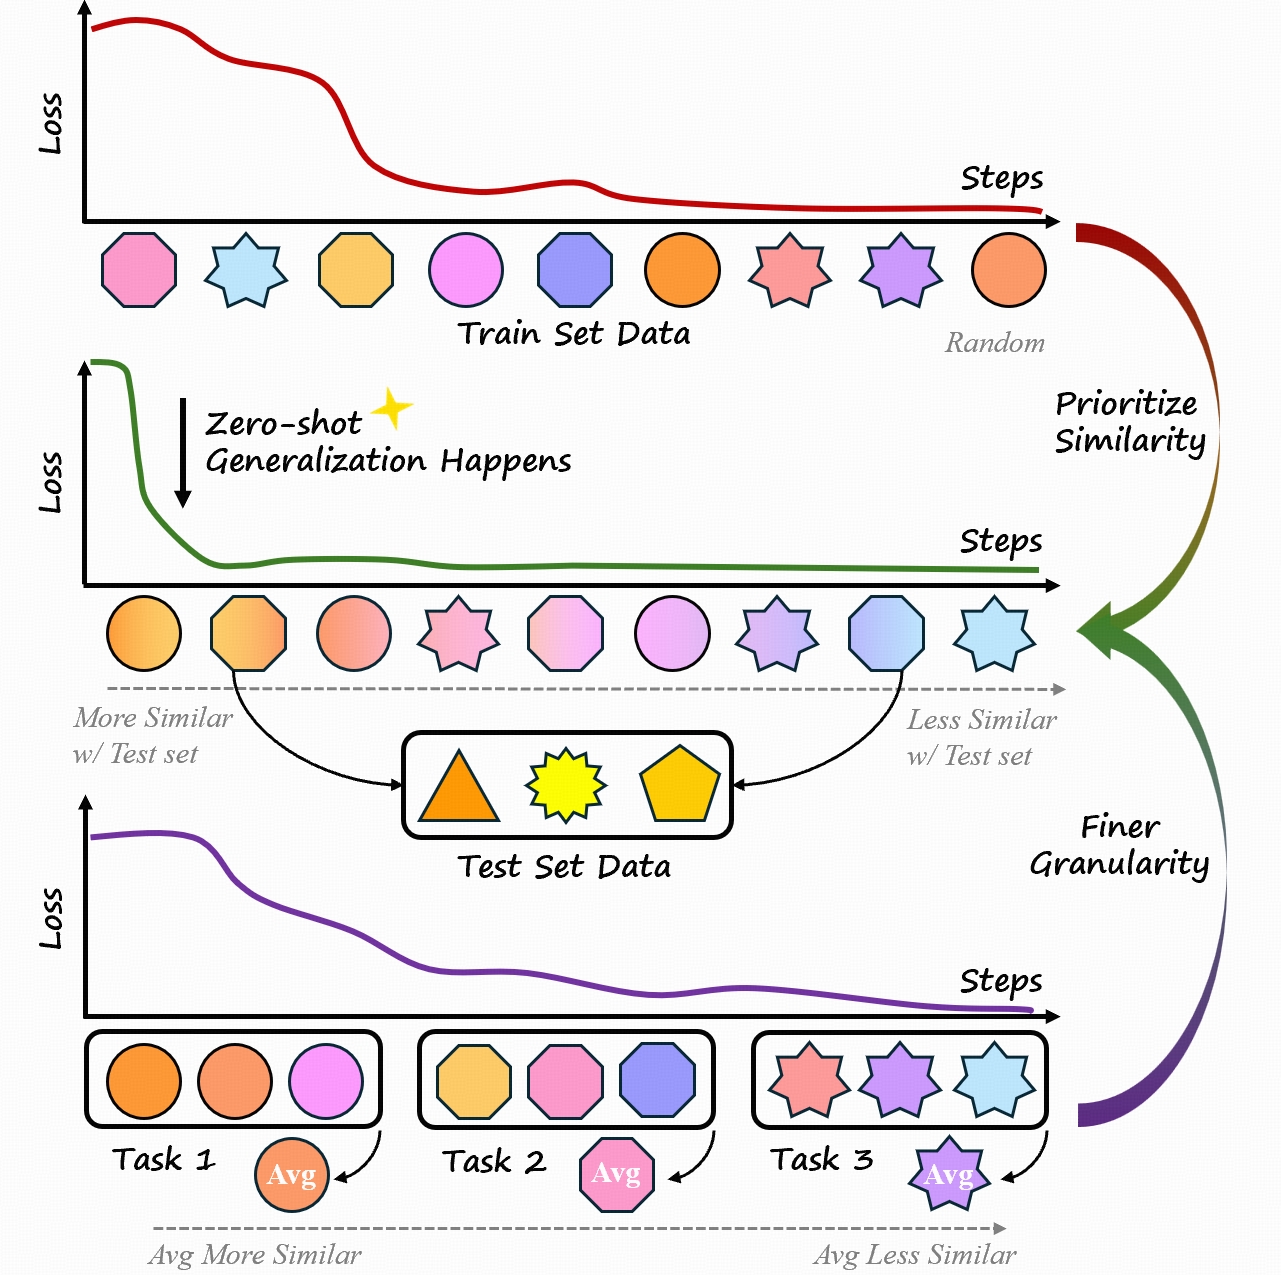 Loss
Steps
Train Set Data
Random
Prioritize
Similarity
Loss
Zero-shot
Generalization Happens
Steps
More Similar
w/ Test set
Less Similar
w/ Test set
Test Set Data
Finer
Granularity
Loss
Steps
Task 1
Avg
Task 2
Avg
Task 3
Avg
Avg More Similar
Avg Less Similar